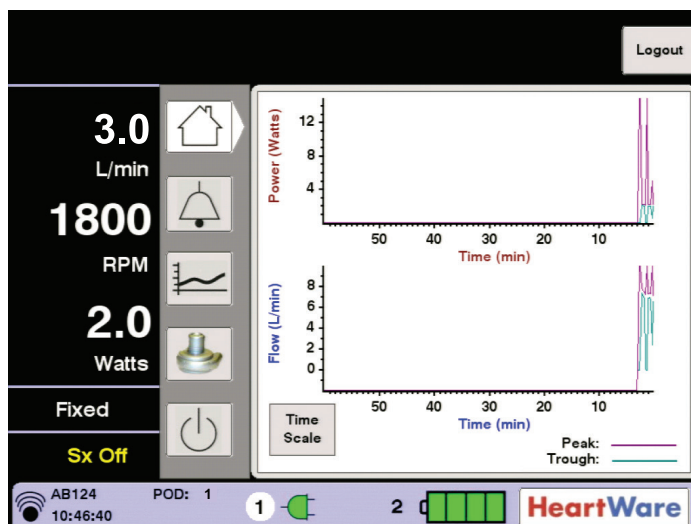 Logout
3.0
L/min
1800
RPM
2.0
Watts
Fixed
Sx Off
Power (Watts)
12
8
4
50 40 30 20 10
Time (min)
Flow (L/min)
8
6
4
2
0
50 40 30 20 10
Time (min)
Time
Scale
Peak:
Trough:
AB124 POD: 1
10:46:40
1
2
HeartWare